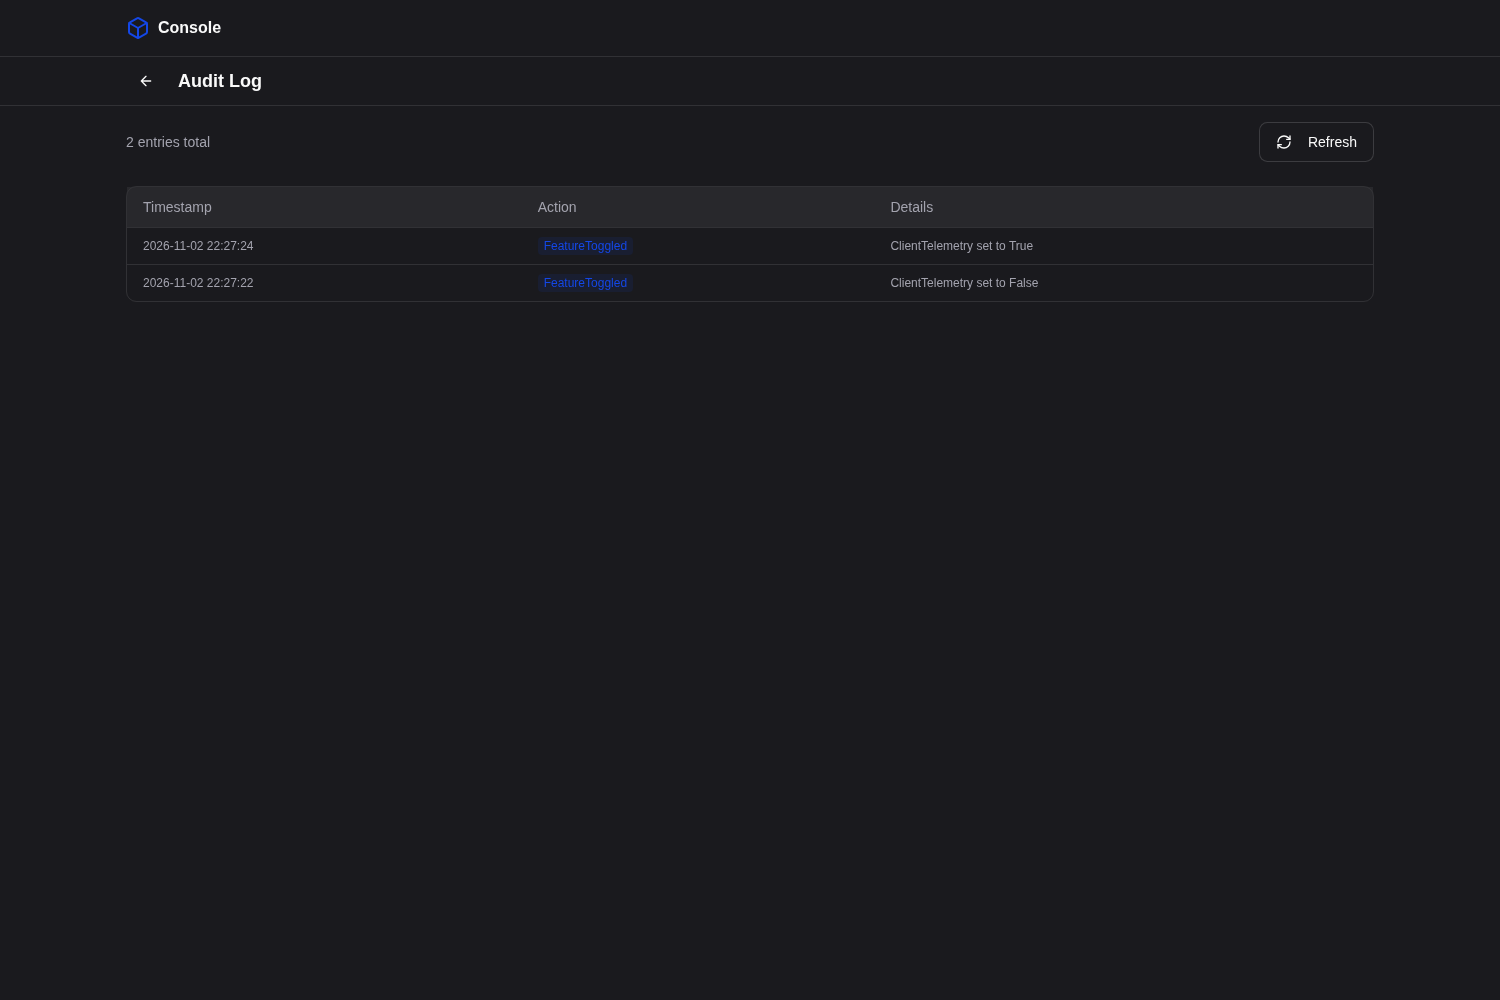 Console
Audit Log
2 entries total
Refresh
Timestamp Action Details
2026-11-02 22:27:24 FeatureToggled ClientTelemetry set to True
2026-11-02 22:27:22 FeatureToggled ClientTelemetry set to False